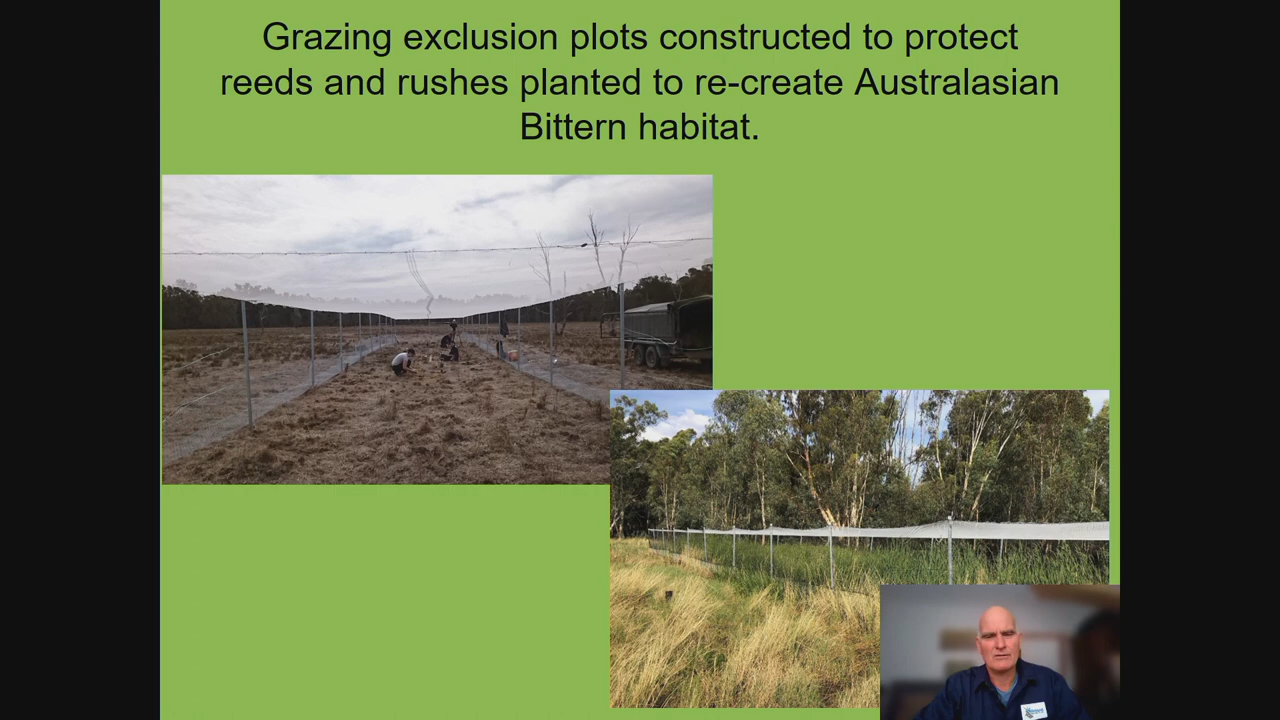 Grazing exclusion plots constructed to protect
reeds and rushes planted to re-create Australasian
Bittern habitat.